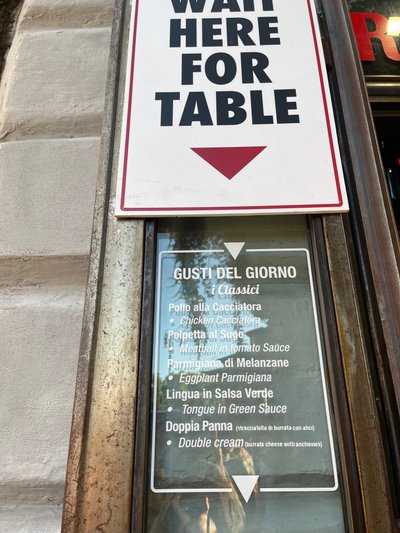 WAIT
HERE
FOR
TABLE
R
GUSTI DEL GIORNO
i Classici
Pollo alla Cacciatora
• Chicken Cacciatora
Polpetta al Sugo
• Meatball in tomato Sauce
Parmigiana di Melanzane
• Eggplant Parmigiana
Lingua in Salsa Verde
• Tongue in Green Sauce
Doppia Panna (stracciatella di burrata con alici)
• Double cream (burrata cheese with anchoves)